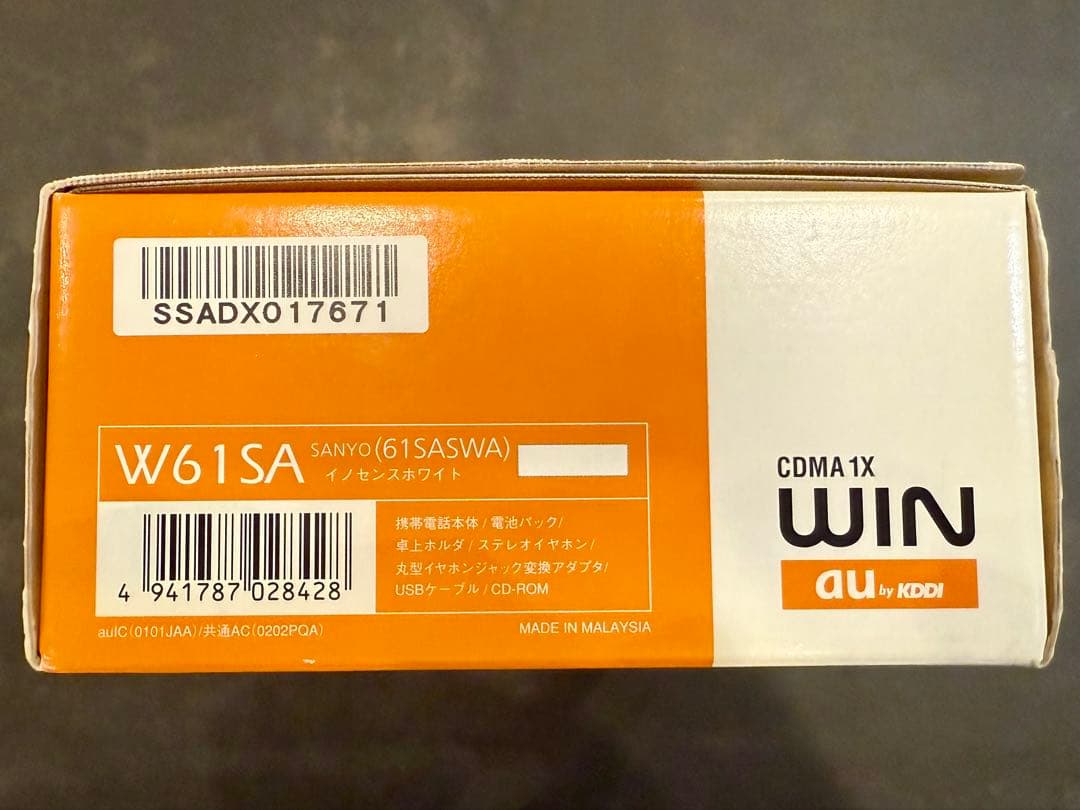 SSADX017671
W61SA SANYO(61SASWA)
イノセンスホワイト
4 941787 028428
携帯電話本体/電池パック/
卓上ホルダ/ステレオイヤホン/
丸型イヤホンジャック変換アダプタ/
USBケーブル/CD-ROM
auIC(0101JAA)/共通AC(0202PQA)
MADE IN MALAYSIA
CDMA 1X
WIN
au by KDDI